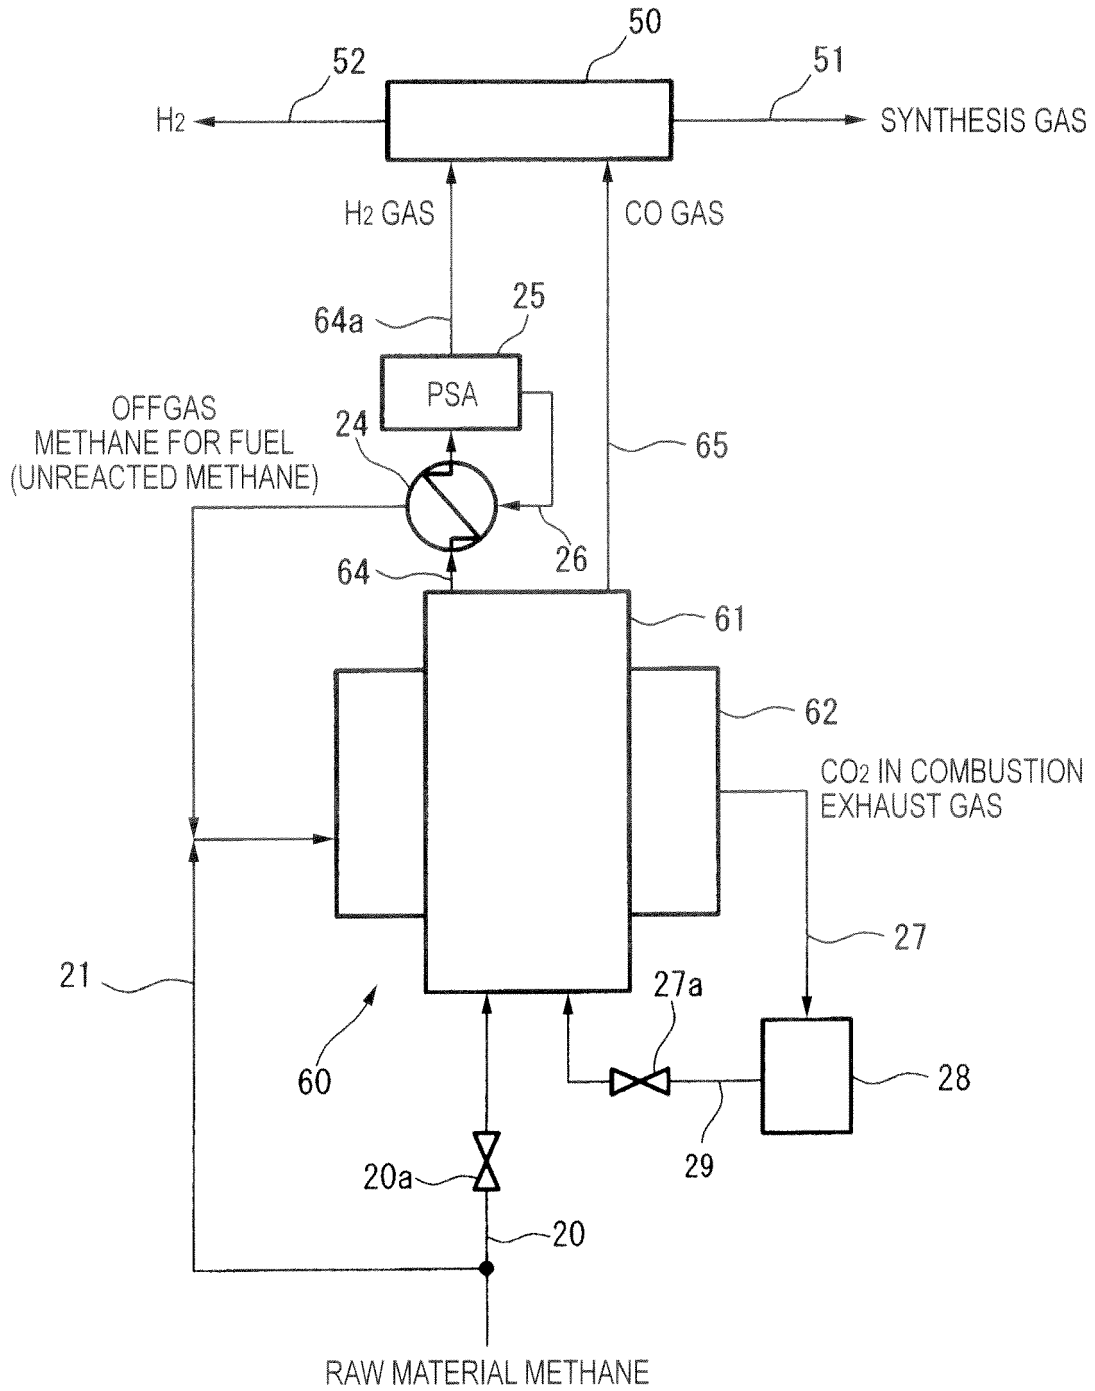 50
52
51
H2
SYNTHESIS GAS
H2 GAS
CO GAS
64a
25
PSA
OFFGAS
METHANE FOR FUEL
(UNREACTED METHANE)
24
65
26
64
61
62
CO2 IN COMBUSTION
EXHAUST GAS
27
21
27a
60
28
29
20a
20
RAW MATERIAL METHANE